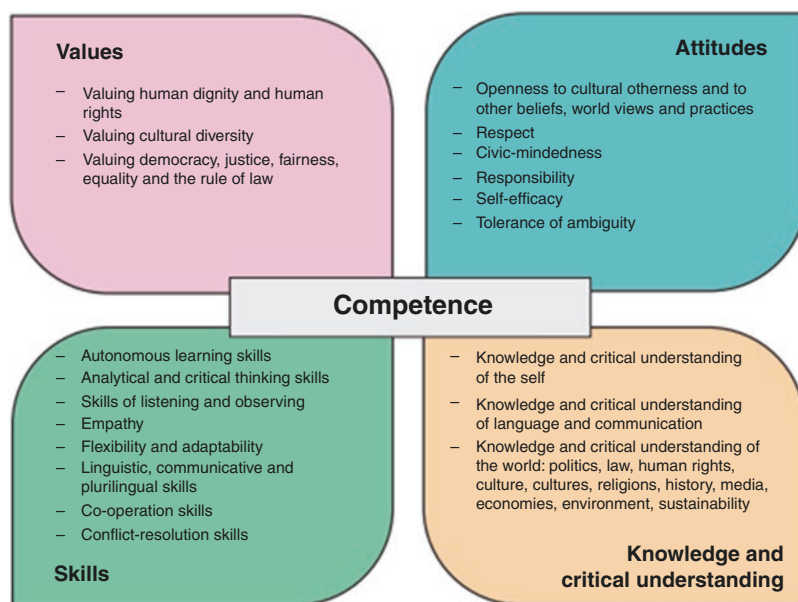 Values
– Valuing human dignity and human
rights
– Valuing cultural diversity
– Valuing democracy, justice, fairness,
equality and the rule of law
Attitudes
– Openness to cultural otherness and to
other beliefs, world views and practices
– Respect
– Civic-mindedness
– Responsibility
– Self-efficacy
– Tolerance of ambiguity
Competence
– Autonomous learning skills
– Analytical and critical thinking skills
– Skills of listening and observing
– Empathy
– Flexibility and adaptability
– Linguistic, communicative and
plurilingual skills
– Co-operation skills
– Conflict-resolution skills
Skills
– Knowledge and critical understanding
of the self
– Knowledge and critical understanding
of language and communication
– Knowledge and critical understanding of
the world: politics, law, human rights,
culture, cultures, religions, history, media,
economies, environment, sustainability
Knowledge and
critical understanding